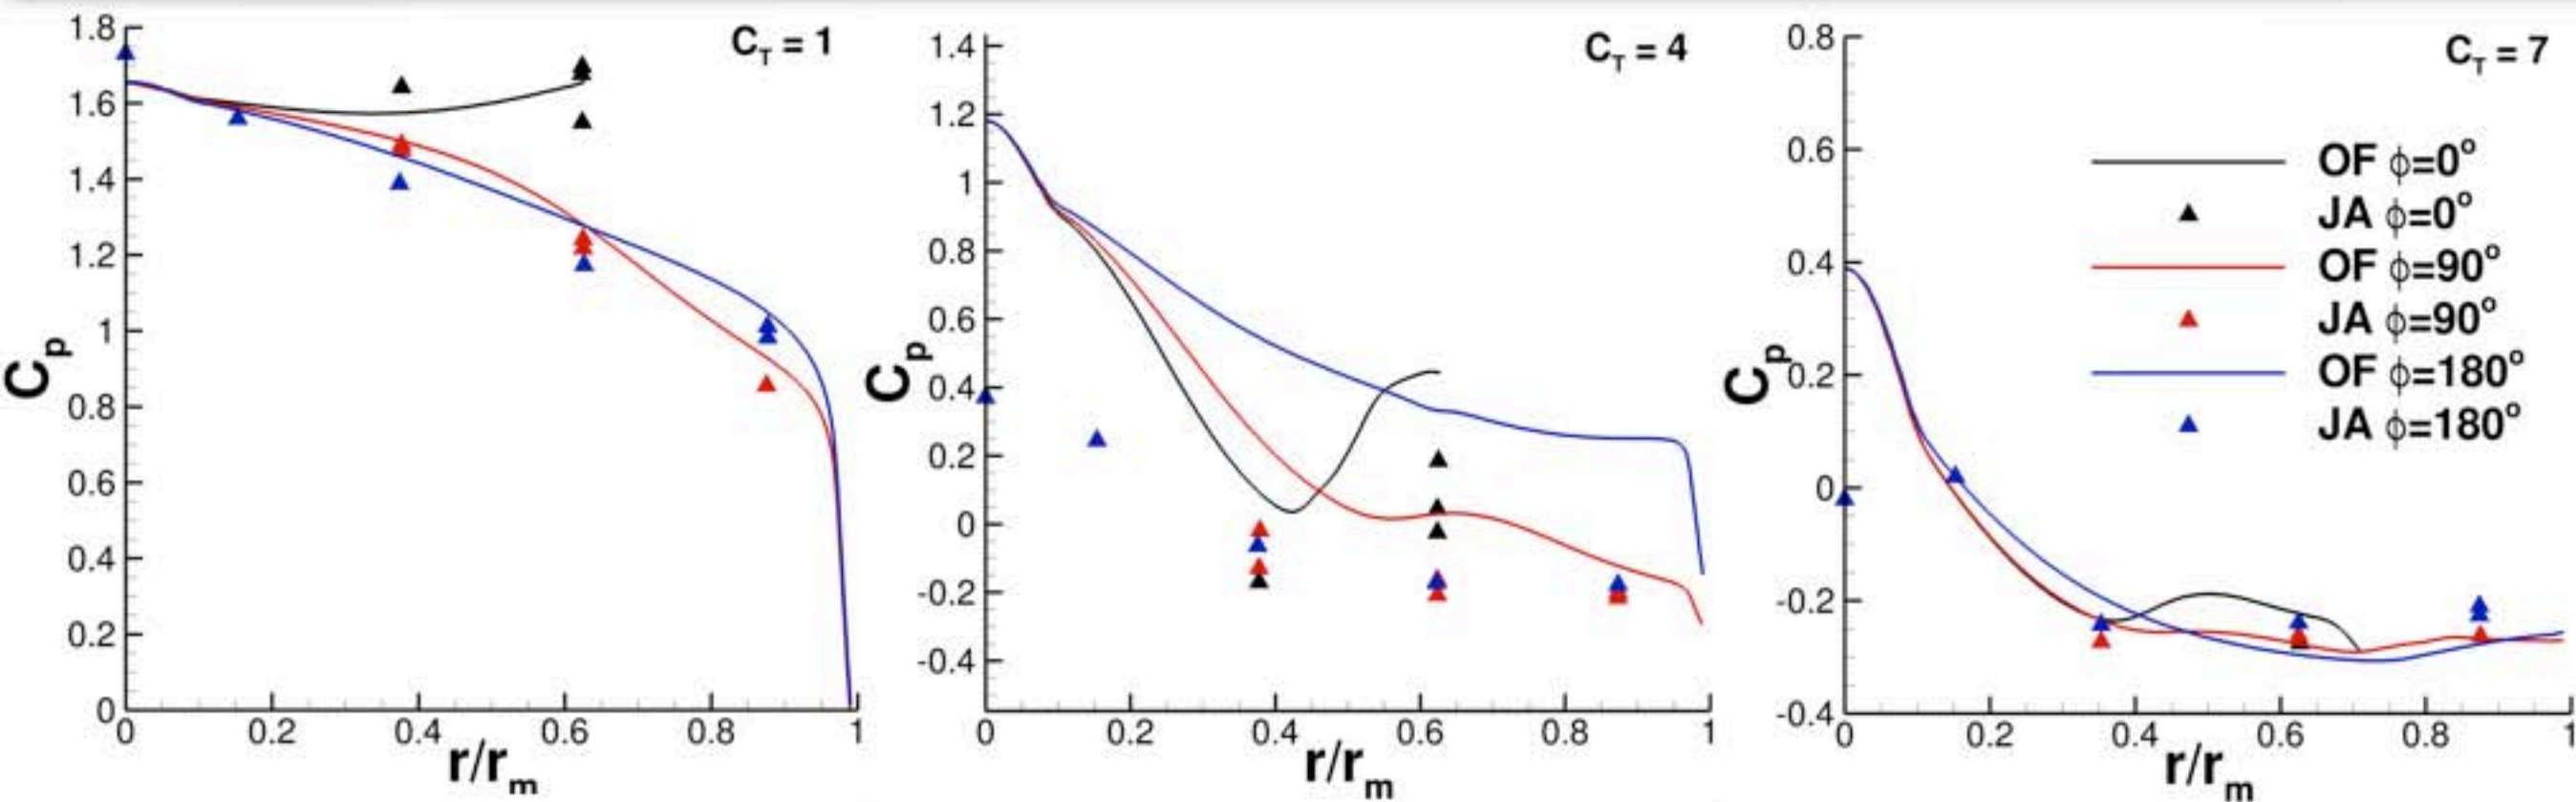 C_T = 1
1.8
1.6
1.4
1.2
1
0.8
0.6
0.4
0.2
0
C_p
0 0.2 0.4 0.6 0.8 1
r/r_m
C_T = 4
1.4
1.2
1
0.8
0.6
0.4
0.2
0
-0.2
-0.4
C_p
0 0.2 0.4 0.6 0.8 1
r/r_m
C_T = 7
0.8
0.6
0.4
0.2
0
-0.2
-0.4
C_p
0 0.2 0.4 0.6 0.8 1
r/r_m
OF ϕ=0°
JA ϕ=0°
OF ϕ=90°
JA ϕ=90°
OF ϕ=180°
JA ϕ=180°